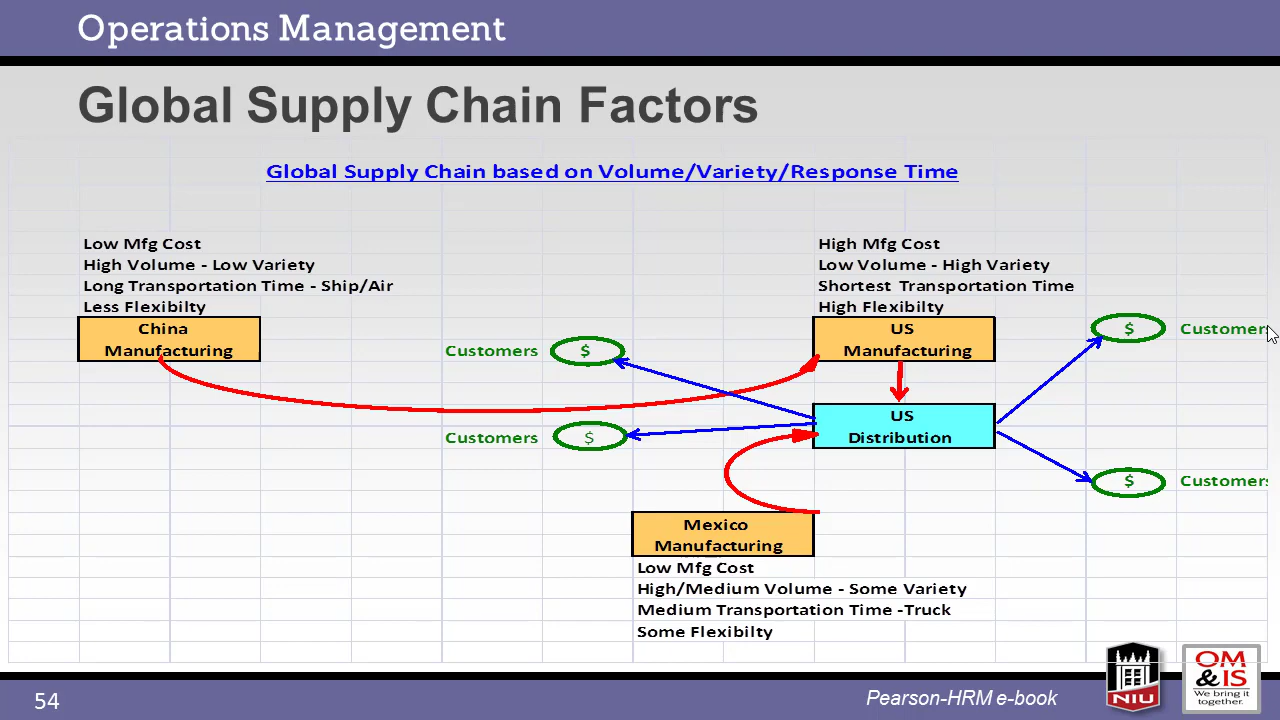 Operations Management
Global Supply Chain Factors
Global Supply Chain based on Volume/Variety/Response Time
Low Mfg Cost
High Volume - Low Variety
Long Transportation Time - Ship/Air
Less Flexibilty
China
Manufacturing
High Mfg Cost
Low Volume - High Variety
Shortest Transportation Time
High Flexibilty
US
Manufacturing
Customers
$
$
Customers
US
Distribution
Customers
$
$
Customers
Mexico
Manufacturing
Low Mfg Cost
High/Medium Volume - Some Variety
Medium Transportation Time -Truck
Some Flexibilty
54
Pearson-HRM e-book
NIU
OM
&IS
We bring it
together.